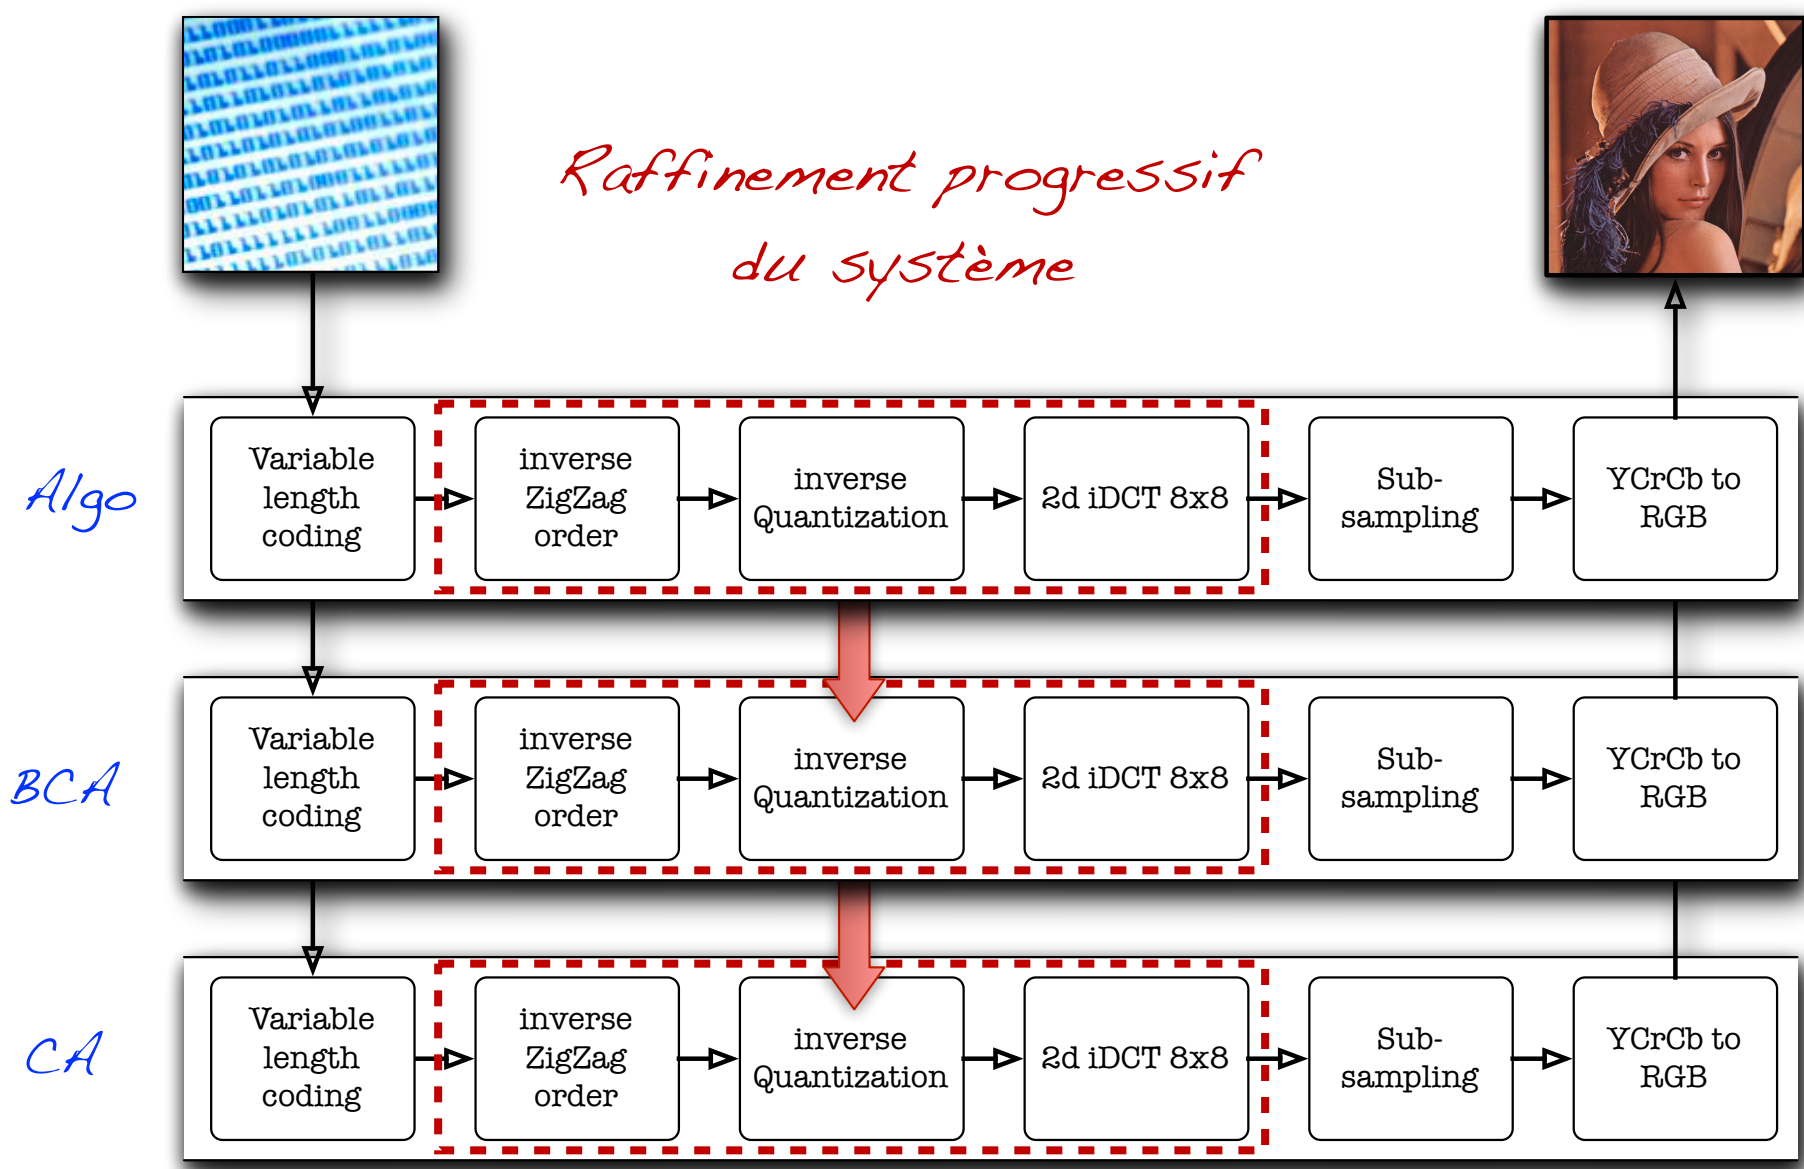 Raffinement progressif
du système
Algo
Variable
length
coding
inverse
ZigZag
order
inverse
Quantization
2d iDCT 8x8
Sub-
sampling
YCrCb to
RGB
BCA
Variable
length
coding
inverse
ZigZag
order
inverse
Quantization
2d iDCT 8x8
Sub-
sampling
YCrCb to
RGB
CA
Variable
length
coding
inverse
ZigZag
order
inverse
Quantization
2d iDCT 8x8
Sub-
sampling
YCrCb to
RGB